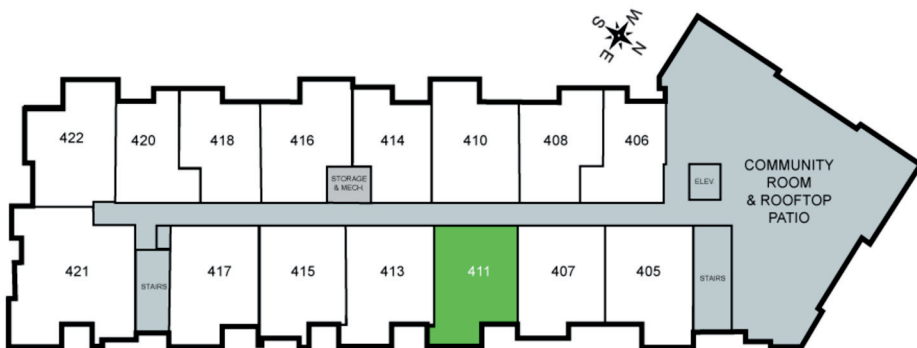 W
S
N
E
422
420
418
416
414
410
408
406
STORAGE
& MECH.
ELEV
COMMUNITY
ROOM
& ROOFTOP
PATIO
421
STAIRS
417
415
413
411
407
405
STAIRS